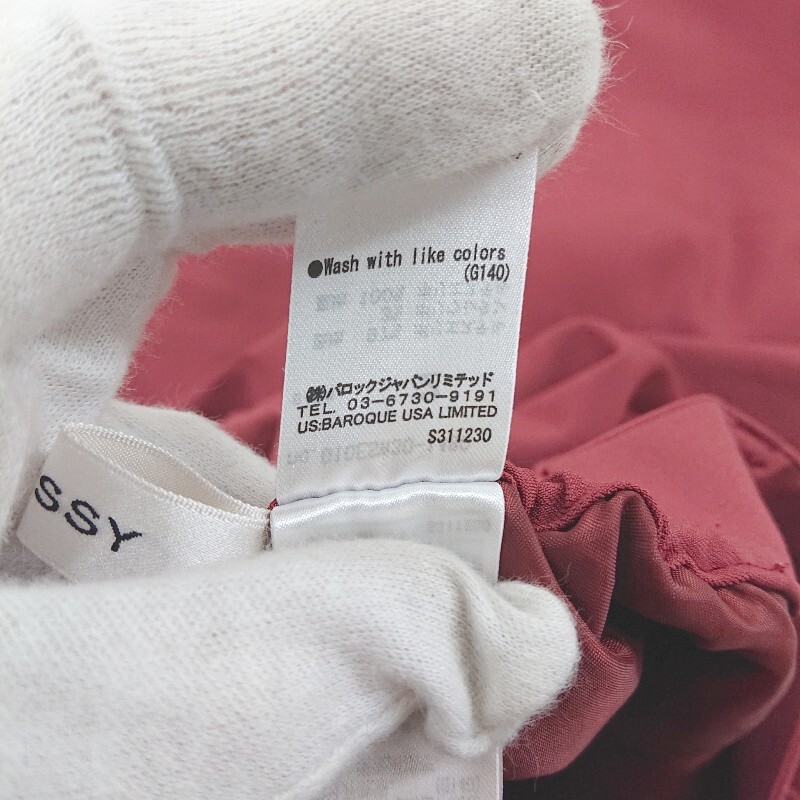 ●Wash with like colors
(G140)
㈱バロックジャパンリミテッド
TEL. 03-6730-9191
US:BAROQUE USA LIMITED
S311230
SSY